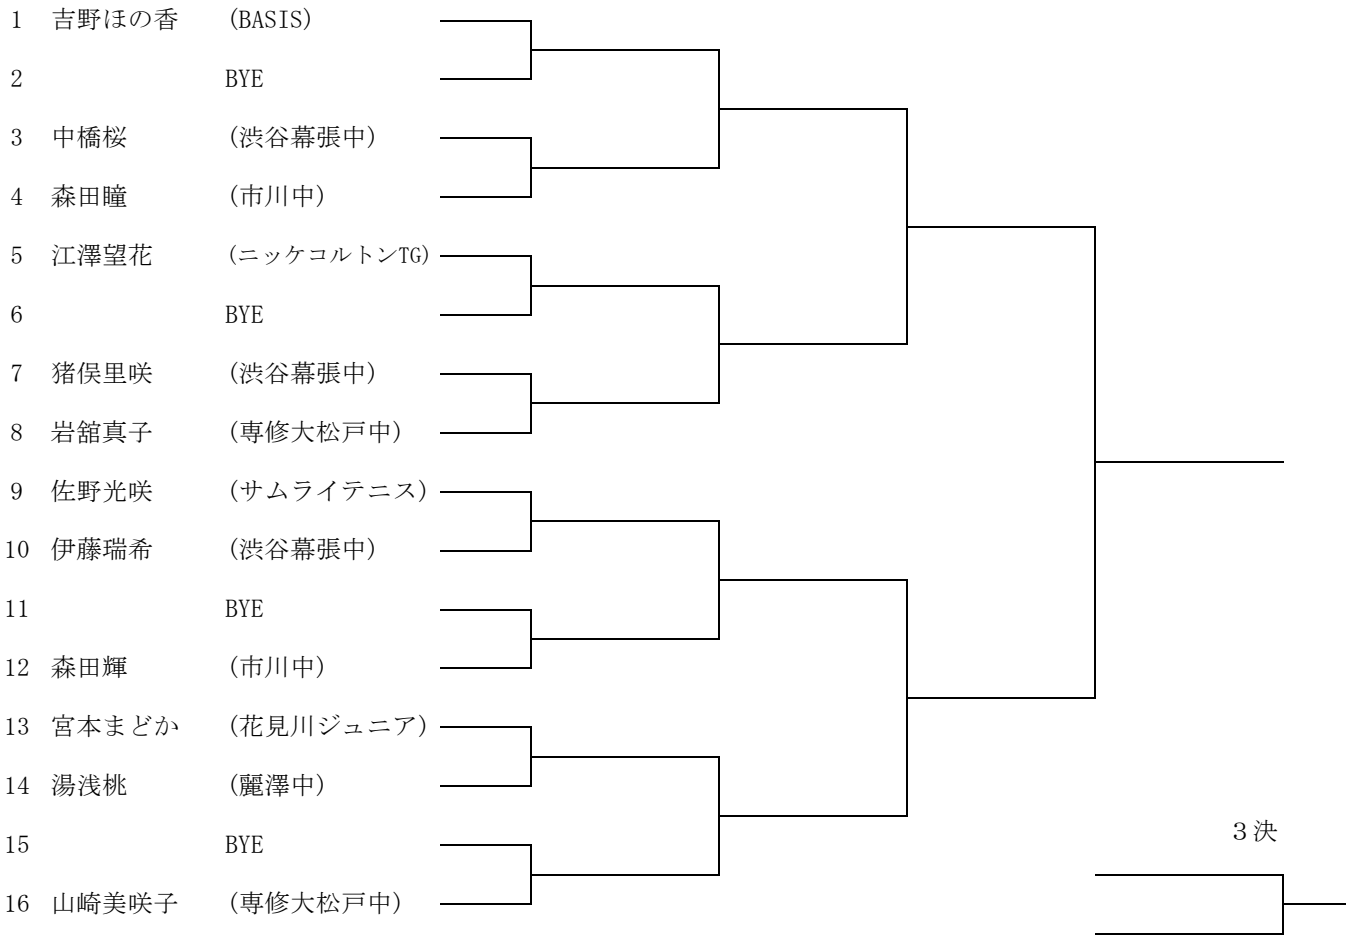 1 吉野ほの香 (BASIS)
2 BYE
3 中橋桜 (渋谷幕張中)
4 森田瞳 (市川中)
5 江澤望花 (ニッケコルトンTG)
6 BYE
7 猪俣里咲 (渋谷幕張中)
8 岩舘真子 (専修大松戸中)
9 佐野光咲 (サムライテニス)
10 伊藤瑞希 (渋谷幕張中)
11 BYE
12 森田輝 (市川中)
13 宮本まどか (花見川ジュニア)
14 湯浅桃 (麗澤中)
15 BYE
16 山崎美咲子 (専修大松戸中)
３決